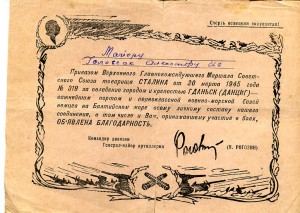 Смерть немецким оккупантам!
Майору
Приказом Верховного Главнокомандующего Маршала Советского
Союза товарища СТАЛИНА от 30 марта 1945 года
№ 319 за овладение городом и крепостью ГДАНЬСК (ДАНЦИГ)—
важнейшим портом и первоклассной военно-морской базой
немцев на Балтийском море всему личному составу нашего
соединения, в том числе и Вам, принимавших участие в боях,
ОБ'ЯВЛЕНА БЛАГОДАРНОСТЬ.
Командир дивизии
Генерал-майор артиллерии
(П. РОГОЗИН)